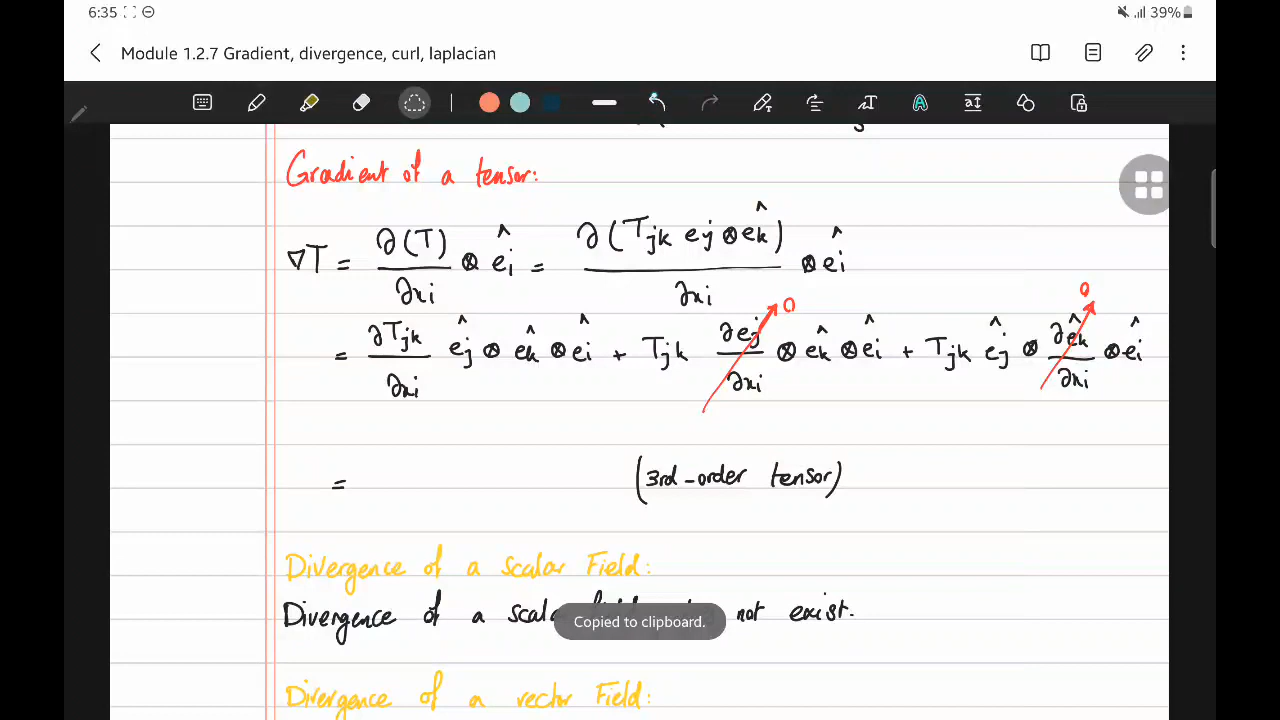 6:35 39%
Module 1.2.7 Gradient, divergence, curl, laplacian
Gradient of a tensor:
∇T = ∂(T)/∂xi ⊗ êi = ∂(Tjk ej ⊗ êk)/∂xi ⊗ êi
= ∂Tjk/∂xi êj ⊗ êk ⊗ êi + Tjk ∂ej/∂xi 0 ⊗ êk ⊗ êi + Tjk êj ⊗ ∂êk/∂xi 0 ⊗ êi
= (3rd-order tensor)
Divergence of a scalar Field:
Divergence of a scal not exist.
Copied to clipboard.
Divergence of a vector Field: